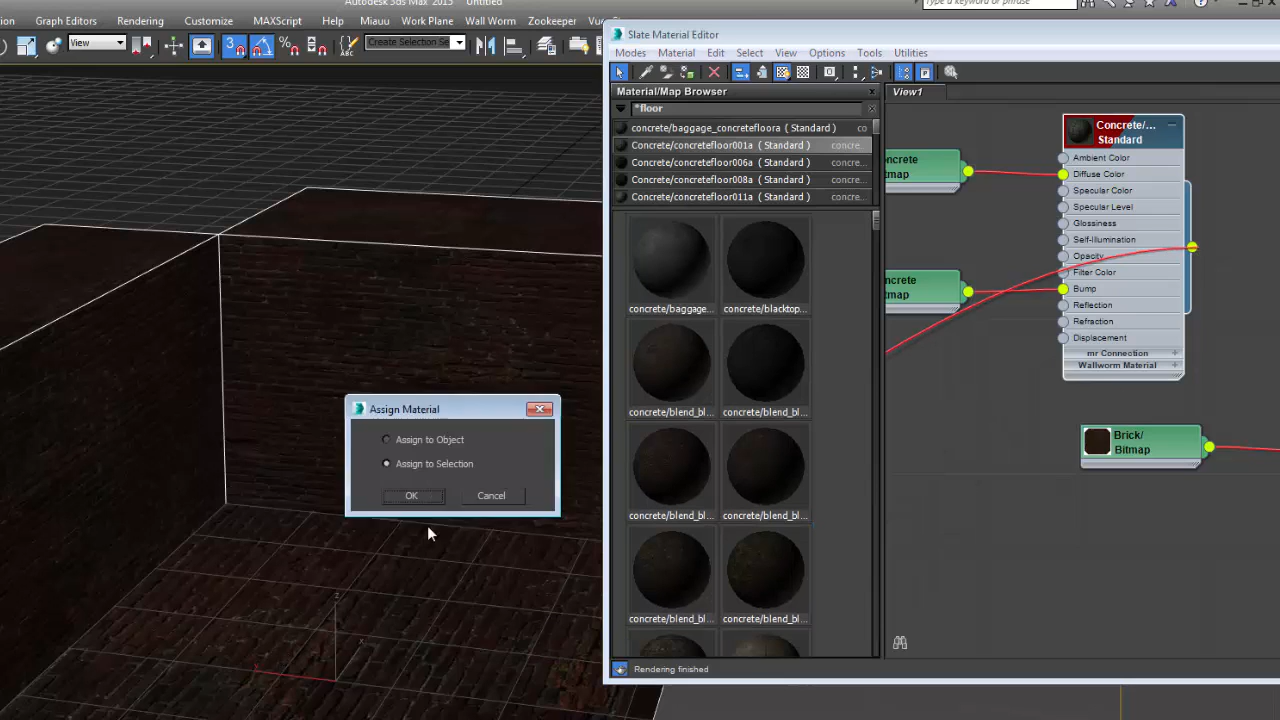 Autodesk 3ds Max 2015 Untitled
Graph Editors Rendering Customize MAXScript Help Miauu Work Plane Wall Worm Zookeeper
View
Create Selection Se
Slate Material Editor
Modes Material Edit Select View Options Tools Utilities
Material/Map Browser
*floor
concrete/baggage_concretefloora ( Standard ) co
Concrete/concretefloor001a ( Standard ) concre...
Concrete/concretefloor006a ( Standard ) concre...
Concrete/concretefloor008a ( Standard ) concre...
Concrete/concretefloor011a ( Standard ) concre...
concrete/baggage... concrete/blacktop...
concrete/blend_bl... concrete/blend_bl...
concrete/blend_bl... concrete/blend_bl...
concrete/blend_bl... concrete/blend_bl...
Rendering finished
View1
Concrete/...
Standard
Ambient Color
Diffuse Color
Specular Color
Specular Level
Glossiness
Self-Illumination
Opacity
Filter Color
Bump
Reflection
Refraction
Displacement
mr Connection
Wallworm Material
oncrete
itmap
ncrete
itmap
Brick/
Bitmap
Assign Material
Assign to Object
Assign to Selection
OK Cancel
z
x